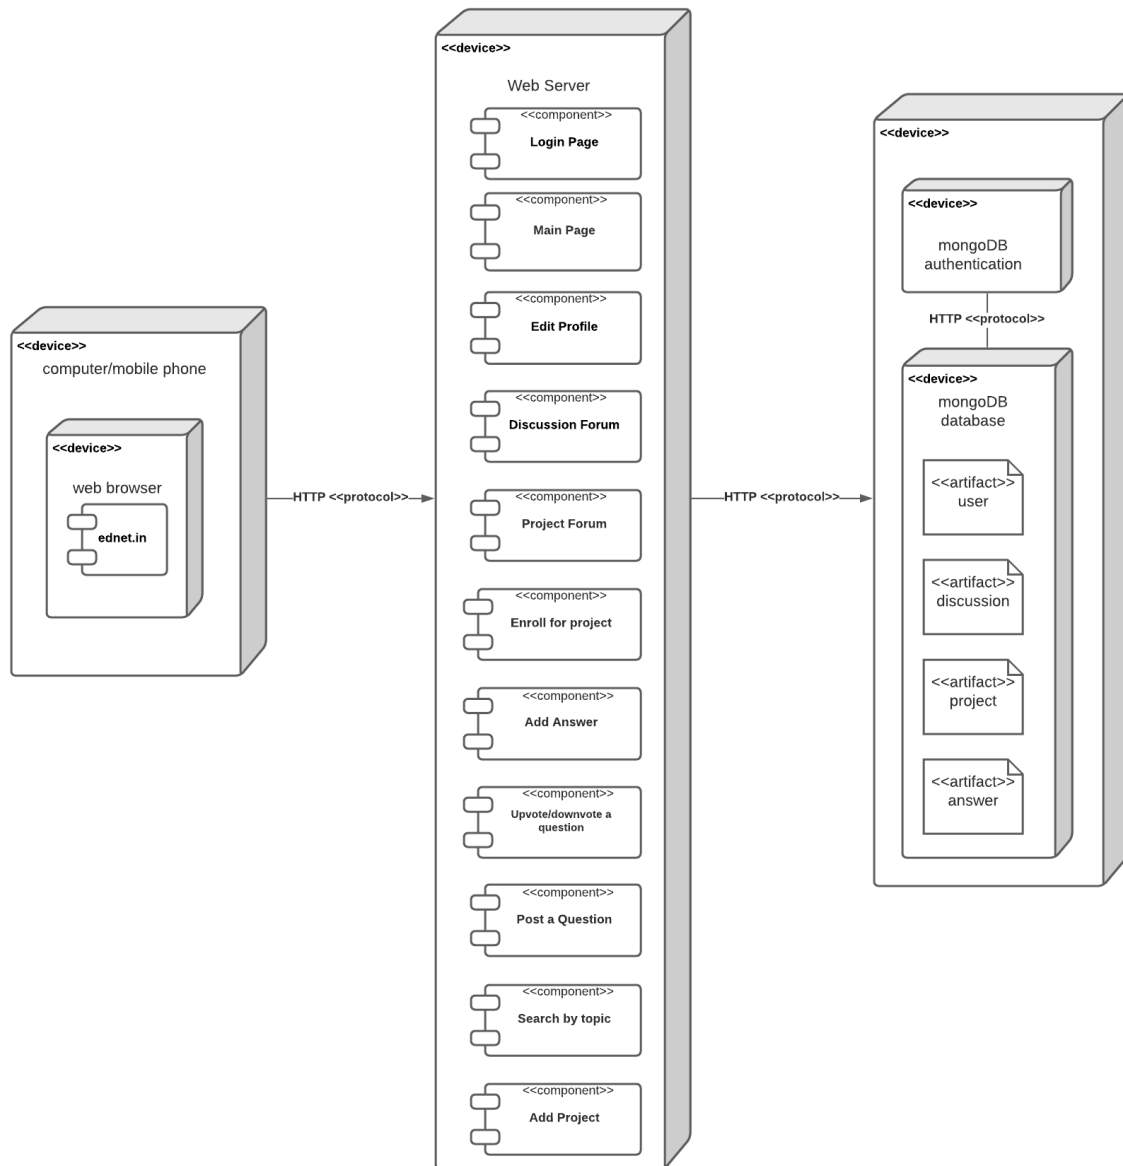 <<device>>
computer/mobile phone
<<device>>
web browser
ednet.in
HTTP <<protocol>>
<<device>>
Web Server
<<component>>
Login Page
<<component>>
Main Page
<<component>>
Edit Profile
<<component>>
Discussion Forum
<<component>>
Project Forum
<<component>>
Enroll for project
<<component>>
Add Answer
<<component>>
Upvote/downvote a
question
<<component>>
Post a Question
<<component>>
Search by topic
<<component>>
Add Project
HTTP <<protocol>>
<<device>>
<<device>>
mongoDB
authentication
HTTP <<protocol>>
<<device>>
mongoDB
database
<<artifact>>
user
<<artifact>>
discussion
<<artifact>>
project
<<artifact>>
answer